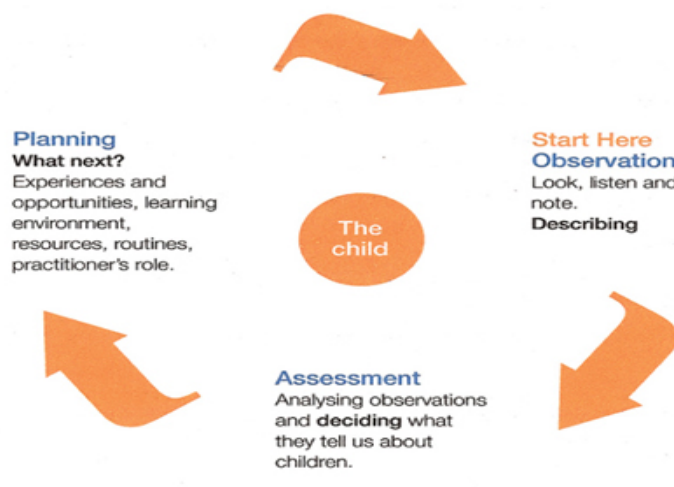 Planning
What next?
Experiences and
opportunities, learning
environment,
resources, routines,
practitioner's role.
The
child
Start Here
Observation
Look, listen and
note.
Describing
Assessment
Analysing observations
and deciding what
they tell us about
children.